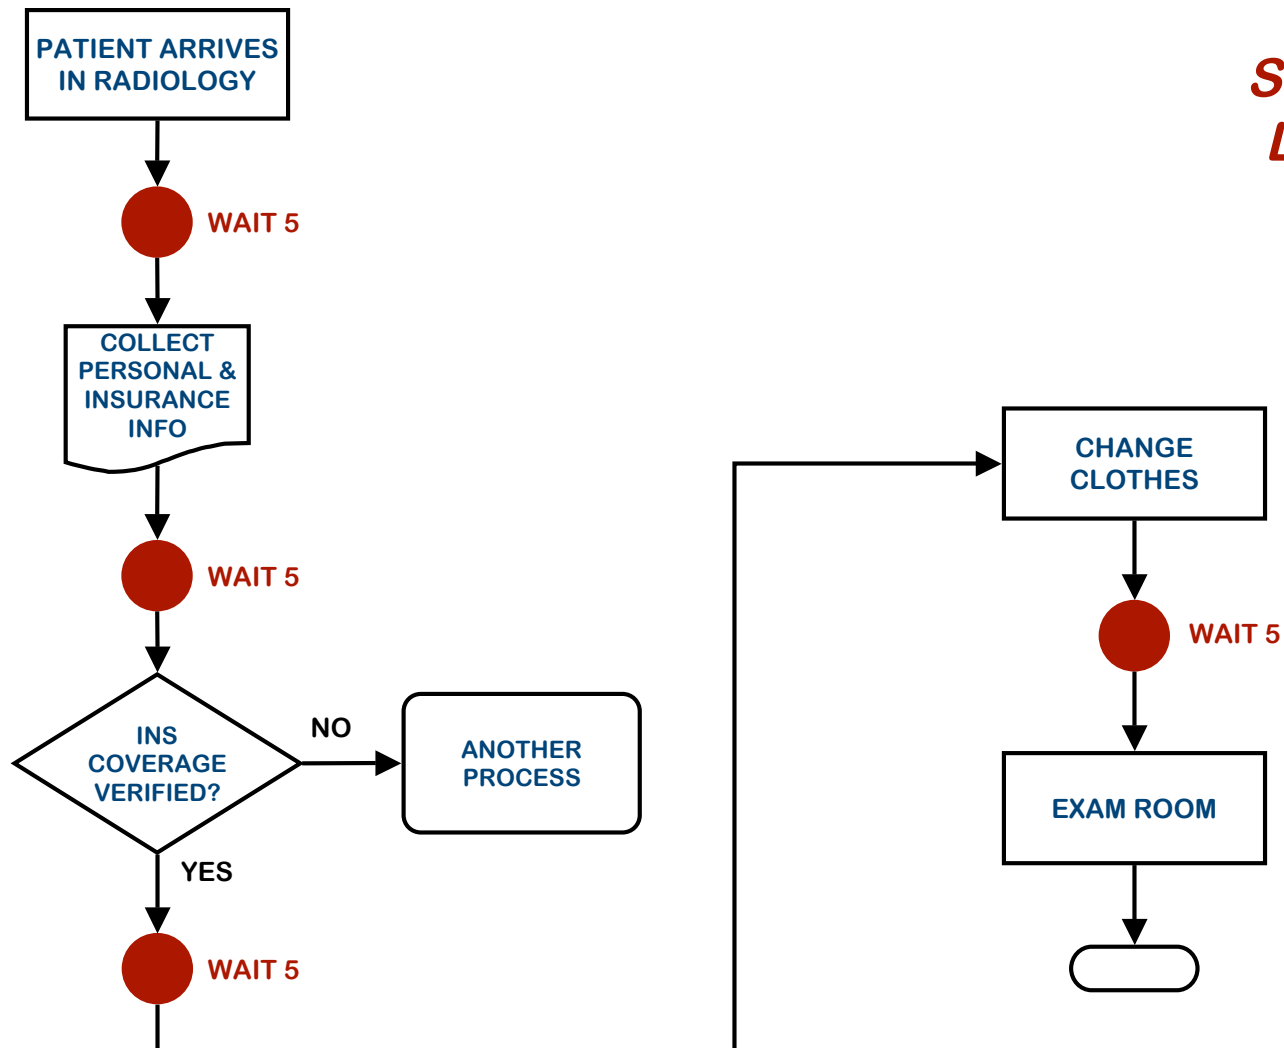 PATIENT ARRIVES
IN RADIOLOGY
WAIT 5
COLLECT
PERSONAL &
INSURANCE
INFO
WAIT 5
INS
COVERAGE
VERIFIED?
NO
ANOTHER
PROCESS
YES
WAIT 5
CHANGE
CLOTHES
WAIT 5
EXAM ROOM